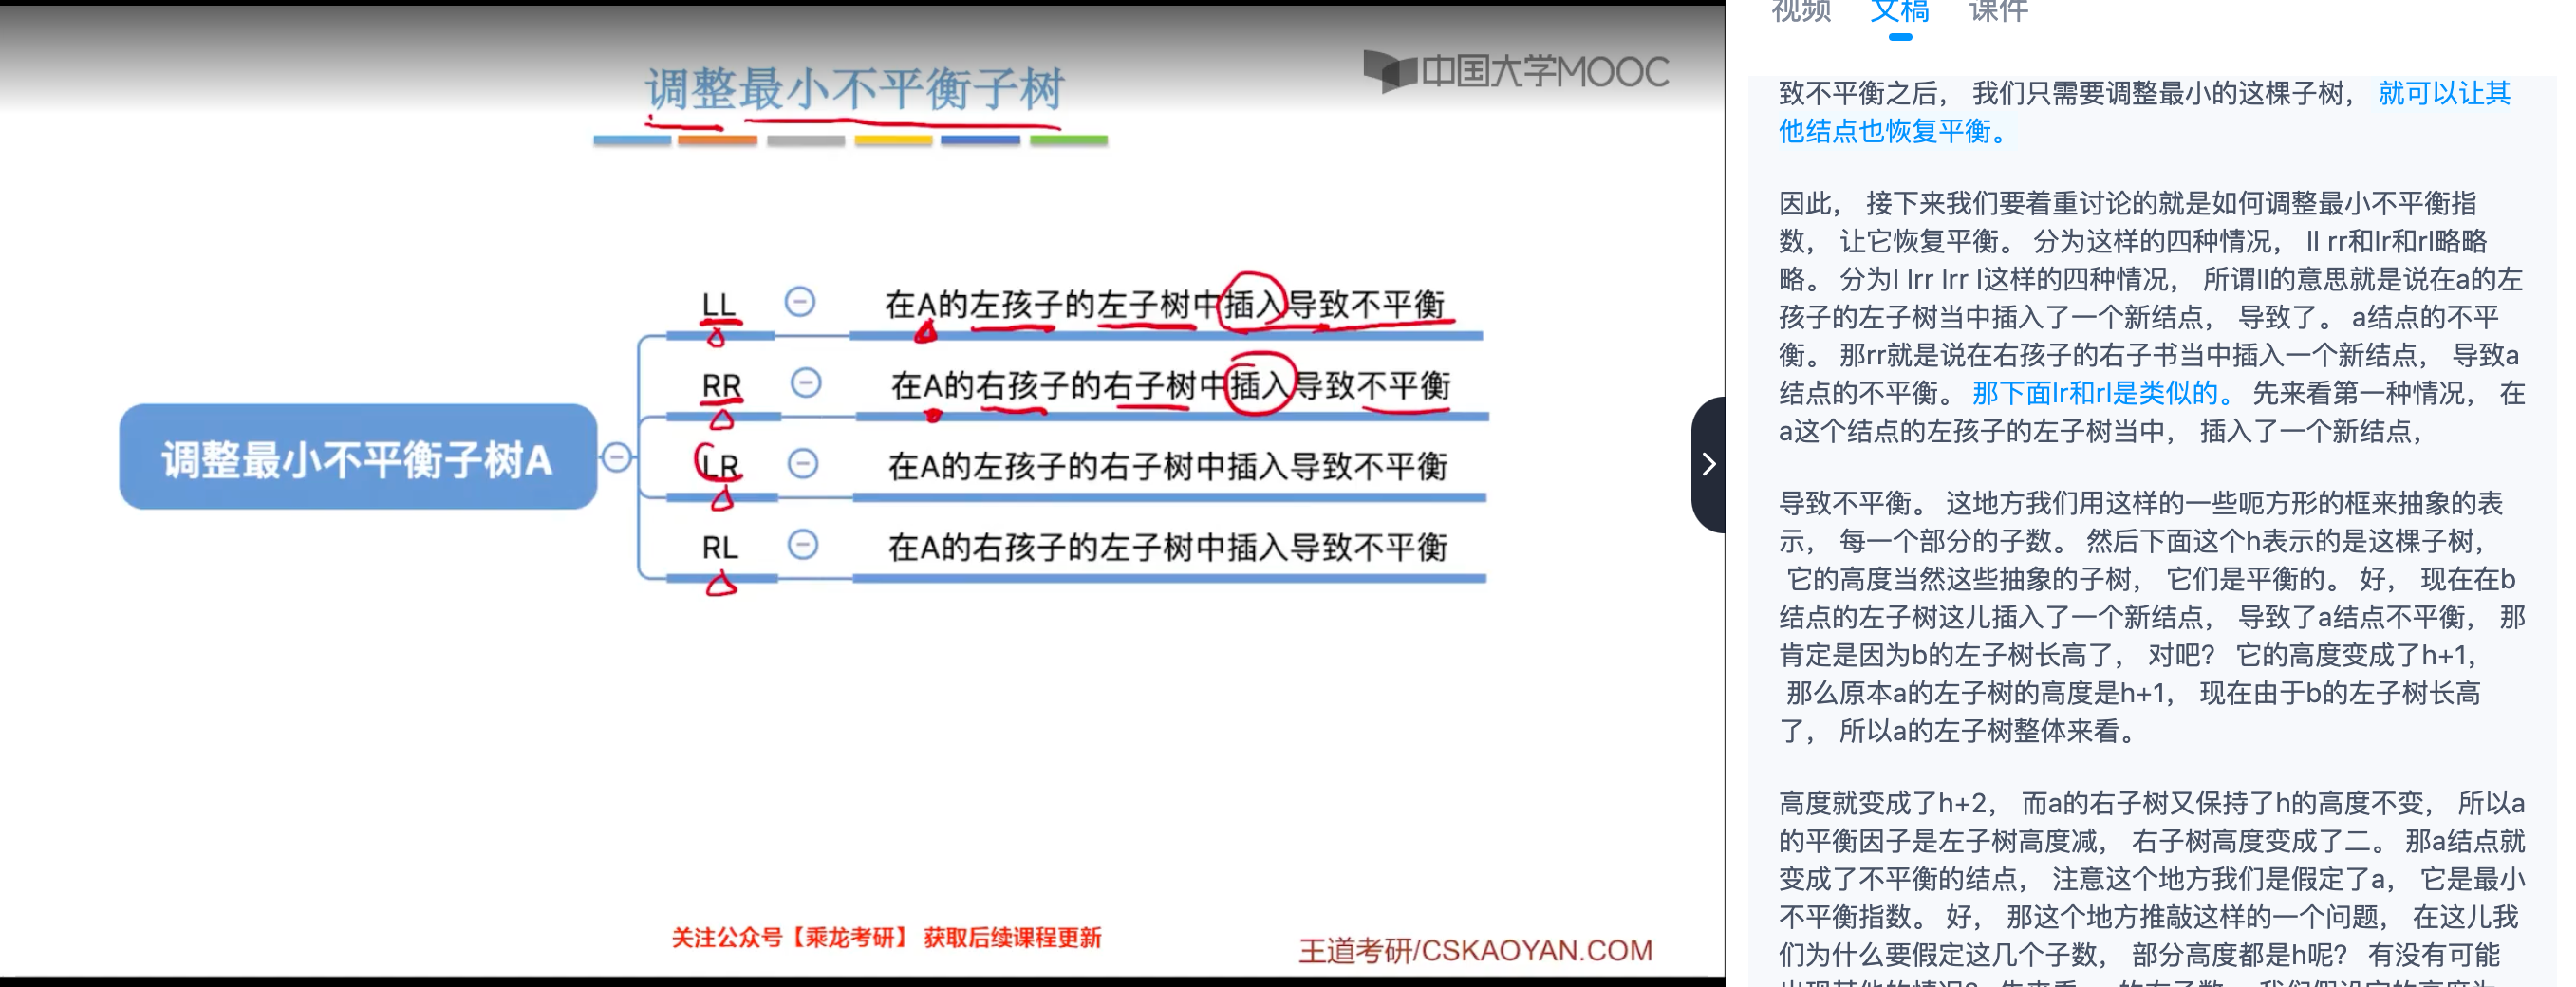 调整最小不平衡子树
中国大学MOOC
调整最小不平衡子树A
LL
在A的左孩子的左子树中插入导致不平衡
RR
在A的右孩子的右子树中插入导致不平衡
LR
在A的左孩子的右子树中插入导致不平衡
RL
在A的右孩子的左子树中插入导致不平衡
关注公众号【乘龙考研】 获取后续课程更新
王道考研/CSKAOYAN.COM
视频 文稿 课件
致不平衡之后， 我们只需要调整最小的这棵子树， 就可以让其
他结点也恢复平衡。
因此， 接下来我们要着重讨论的就是如何调整最小不平衡指
数， 让它恢复平衡。 分为这样的四种情况， ll rr和lr和rl略略
略。 分为l lrr lrr l这样的四种情况， 所谓ll的意思就是说在a的左
孩子的左子树当中插入了一个新结点， 导致了。 a结点的不平
衡。 那rr就是说在右孩子的右子书当中插入一个新结点， 导致a
结点的不平衡。 那下面lr和rl是类似的。 先来看第一种情况， 在
a这个结点的左孩子的左子树当中， 插入了一个新结点，
导致不平衡。 这地方我们用这样的一些呃方形的框来抽象的表
示， 每一个部分的子数。 然后下面这个h表示的是这棵子树，
它的高度当然这些抽象的子树， 它们是平衡的。 好， 现在在b
结点的左子树这儿插入了一个新结点， 导致了a结点不平衡， 那
肯定是因为b的左子树长高了， 对吧？ 它的高度变成了h+1，
那么原本a的左子树的高度是h+1， 现在由于b的左子树长高
了， 所以a的左子树整体来看。
高度就变成了h+2， 而a的右子树又保持了h的高度不变， 所以a
的平衡因子是左子树高度减， 右子树高度变成了二。 那a结点就
变成了不平衡的结点， 注意这个地方我们是假定了a， 它是最小
不平衡指数。 好， 那这个地方推敲这样的一个问题， 在这儿我
们为什么要假定这几个子数， 部分高度都是h呢？ 有没有可能